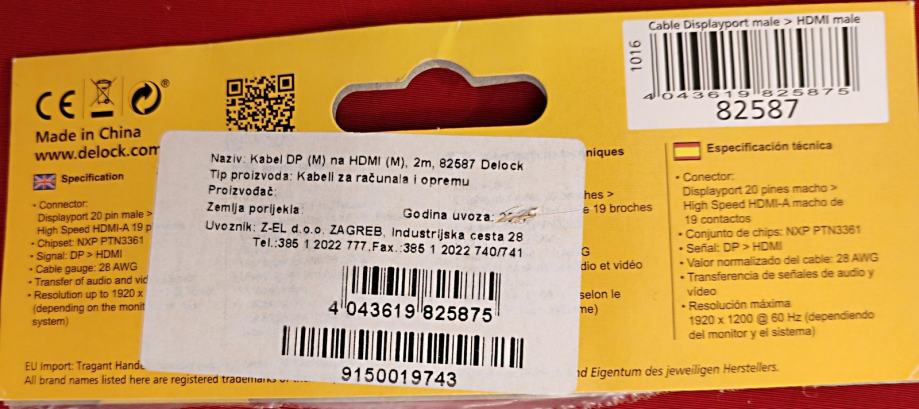 Cable Displayport male > HDMI male
1016
4 043619 825875
82587
CE
Made in China
www.delock.com
Specification
• Connector:
Displayport 20 pin male >
High Speed HDMI-A 19 p
• Chipset: NXP PTN3361
• Signal: DP > HDMI
• Cable gauge: 28 AWG
• Transfer of audio and vid
• Resolution up to 1920 x
(depending on the monit
system)
Naziv: Kabel DP (M) na HDMI (M), 2m, 82587 Delock
Tip proizvoda: Kabeli za računala i opremu
Proizvođač:
Zemlja porijekla:
Godina uvoza:
Uvoznik: Z-EL d.o.o. ZAGREB, Industrijska cesta 28
Tel.:385 1 2022 777,Fax.:385 1 2022 740/741
4 043619 825875
9150019743
niques
hes >
e 19 broches
G
dio et vidéo
selon le
me)
Especificación técnica
• Conector:
Displayport 20 pines macho >
High Speed HDMI-A macho de
19 contactos
• Conjunto de chips: NXP PTN3361
• Señal: DP > HDMI
• Valor normalizado del cable: 28 AWG
• Transferencia de señales de audio y
vídeo
• Resolución máxima
1920 x 1200 @ 60 Hz (dependiendo
del monitor y el sistema)
EU Import: Tragant Hande
All brand names listed here are registered trademarks of the
nd Eigentum des jeweiligen Herstellers.